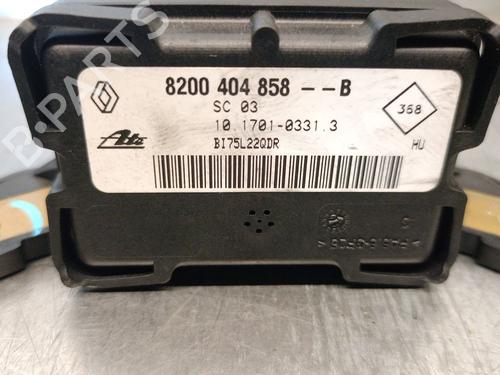 B-PARTS
8200 404 858 --B
SC 03
10.1701-0331.3
BI75L22QDR
Ate
368
HU